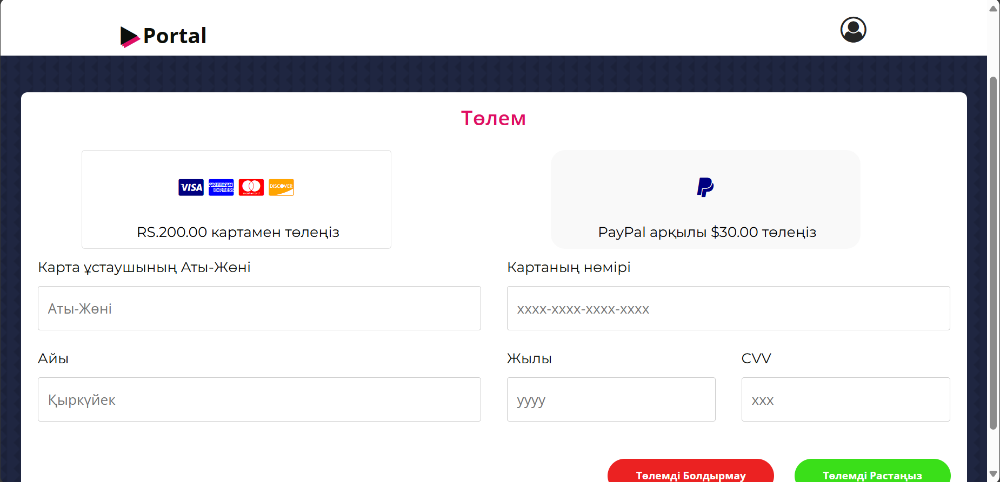 Portal
Төлем
VISA AMERICAN EXPRESS mastercard DISCOVER
RS.200.00 картамен төлеңіз
PayPal арқылы $30.00 төлеңіз
Карта ұстаушының Аты-Жөні
Картаның нөмірі
Аты-Жөні
xxxx-xxxx-xxxx-xxxx
Айы
Жылы
CVV
Қыркүйек
yyyy
xxx
Төлемді Болдырмау
Төлемді Растаңыз